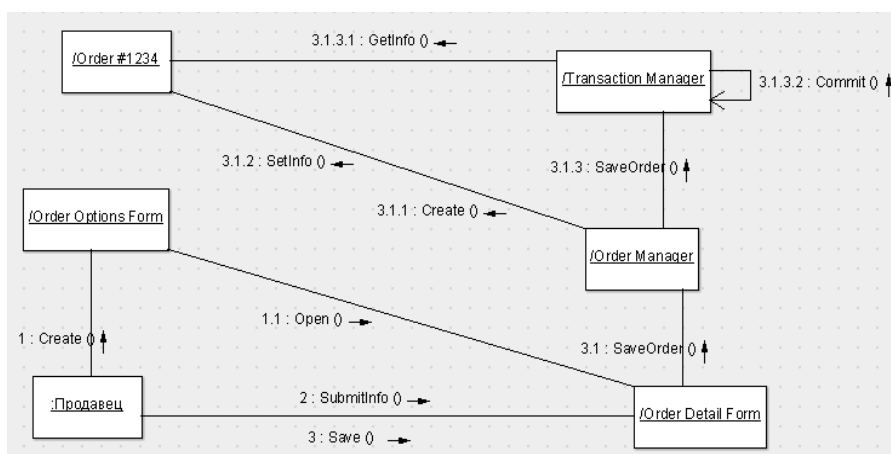 3.1.3.1 : GetInfo ()
/Order #1234
/Transaction Manager
3.1.3.2 : Commit ()
3.1.2 : SetInfo ()
3.1.3 : SaveOrder ()
3.1.1 : Create ()
/Order Options Form
/Order Manager
1.1 : Open ()
1 : Create ()
3.1 : SaveOrder ()
:Продавец
2 : SubmitInfo ()
/Order Detail Form
3 : Save ()